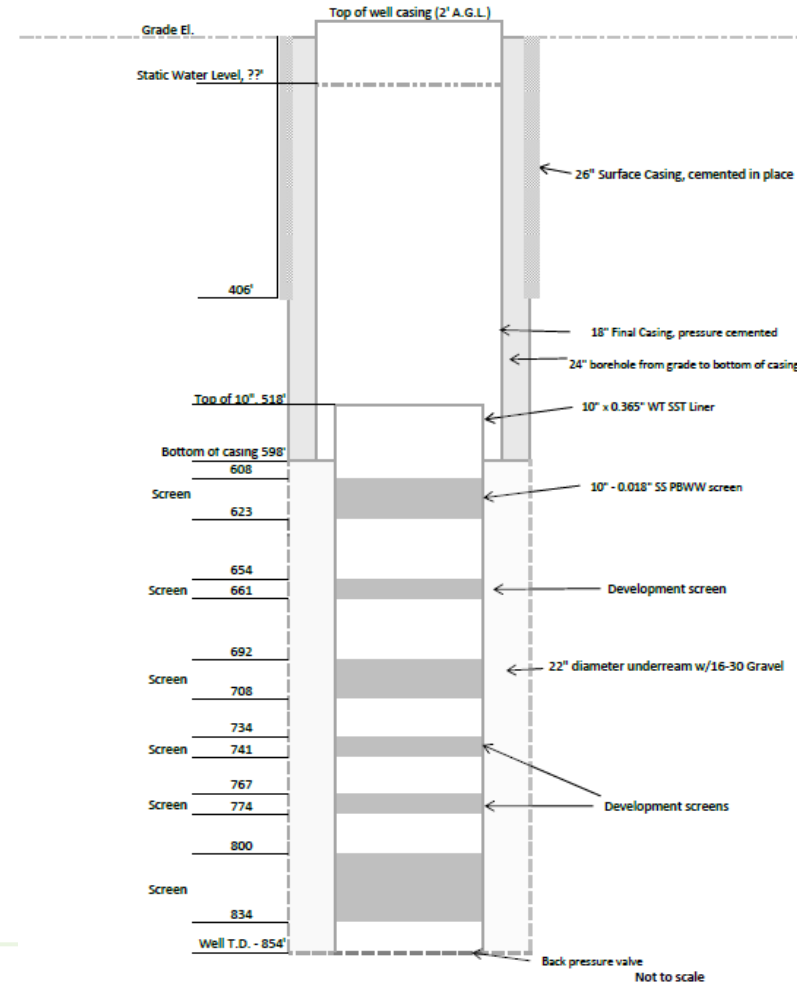 Top of well casing (2' A.G.L.)
Grade El.
Static Water Level, ??'
26" Surface Casing, cemented in place
406'
18" Final Casing, pressure cemented
24" borehole from grade to bottom of casing
Top of 10", 518'
10" x 0.365" WT SST Liner
Bottom of casing 598'
608
10" - 0.018" SS PBWW screen
Screen
623
654
Screen
Development screen
661
692
22" diameter underream w/16-30 Gravel
Screen
708
734
Screen
741
767
Screen
Development screens
774
800
Screen
834
Well T.D. - 854'
Back pressure valve
Not to scale